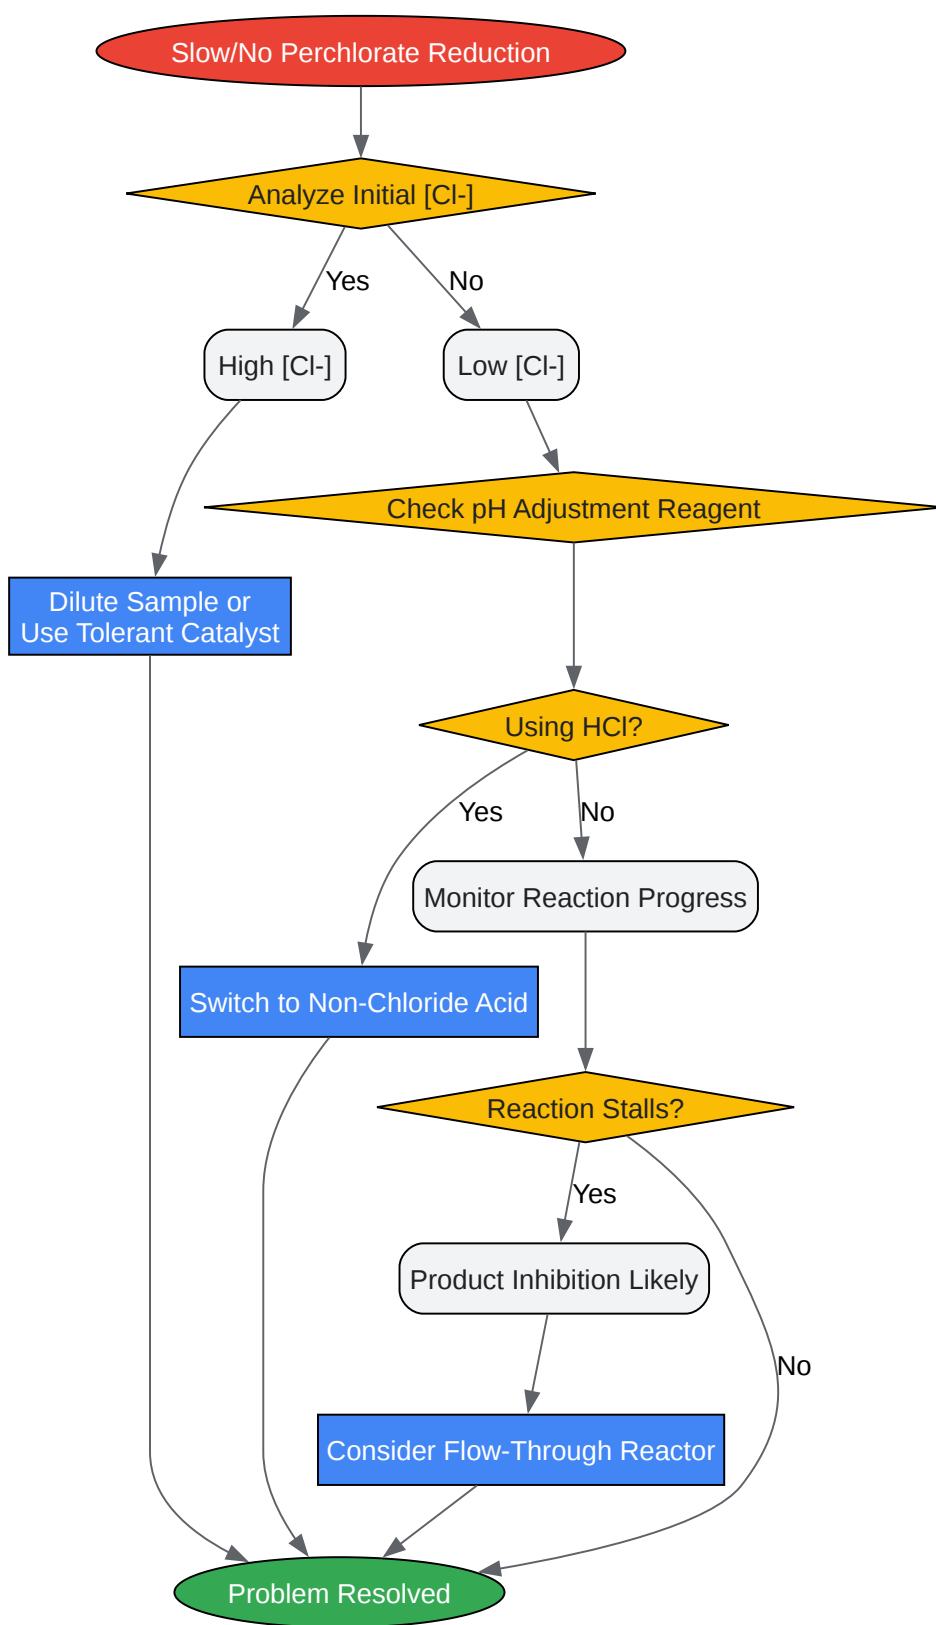 Slow/No Perchlorate Reduction
Analyze Initial [Cl-]
Yes
No
High [Cl-]
Low [Cl-]
Check pH Adjustment Reagent
Dilute Sample or
Use Tolerant Catalyst
Using HCl?
Yes
No
Monitor Reaction Progress
Switch to Non-Chloride Acid
Reaction Stalls?
Yes
Product Inhibition Likely
No
Consider Flow-Through Reactor
Problem Resolved